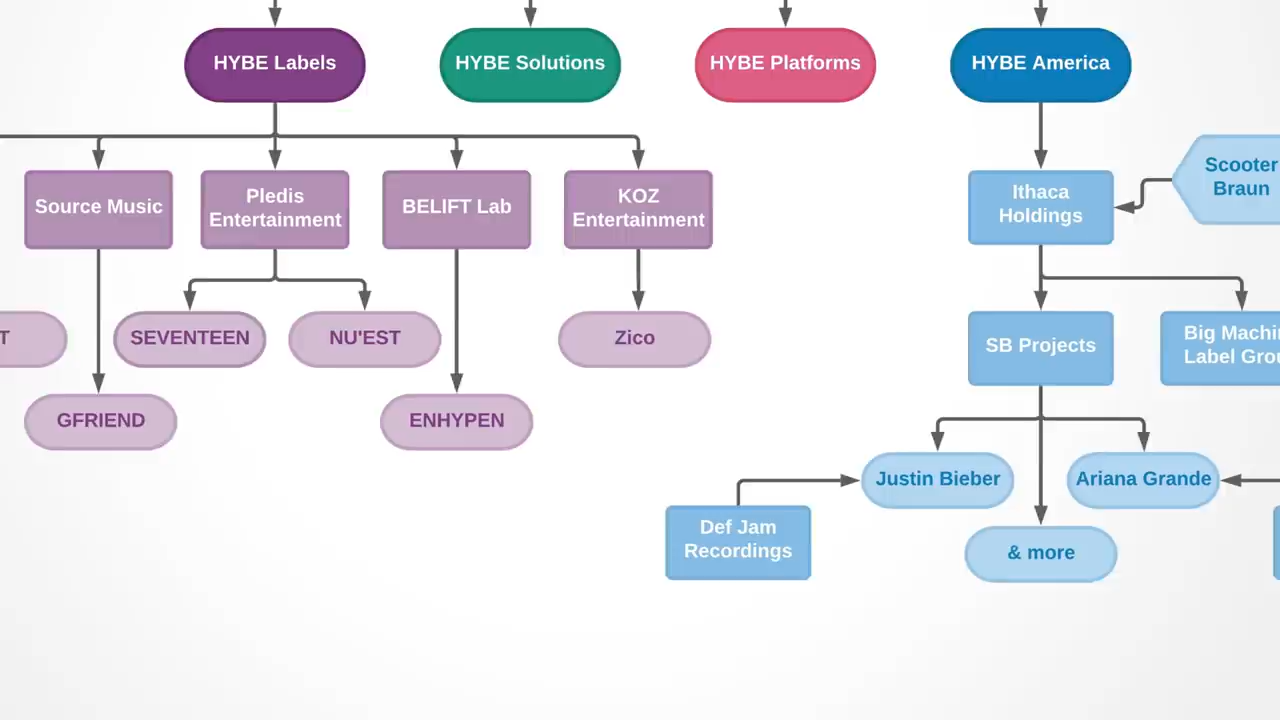 HYBE Labels
HYBE Solutions
HYBE Platforms
HYBE America
Source Music
Pledis
Entertainment
BELIFT Lab
KOZ
Entertainment
Ithaca
Holdings
Scooter
Braun
T
SEVENTEEN
NU'EST
Zico
SB Projects
Big Machin
Label Grou
GFRIEND
ENHYPEN
Justin Bieber
Ariana Grande
Def Jam
Recordings
& more